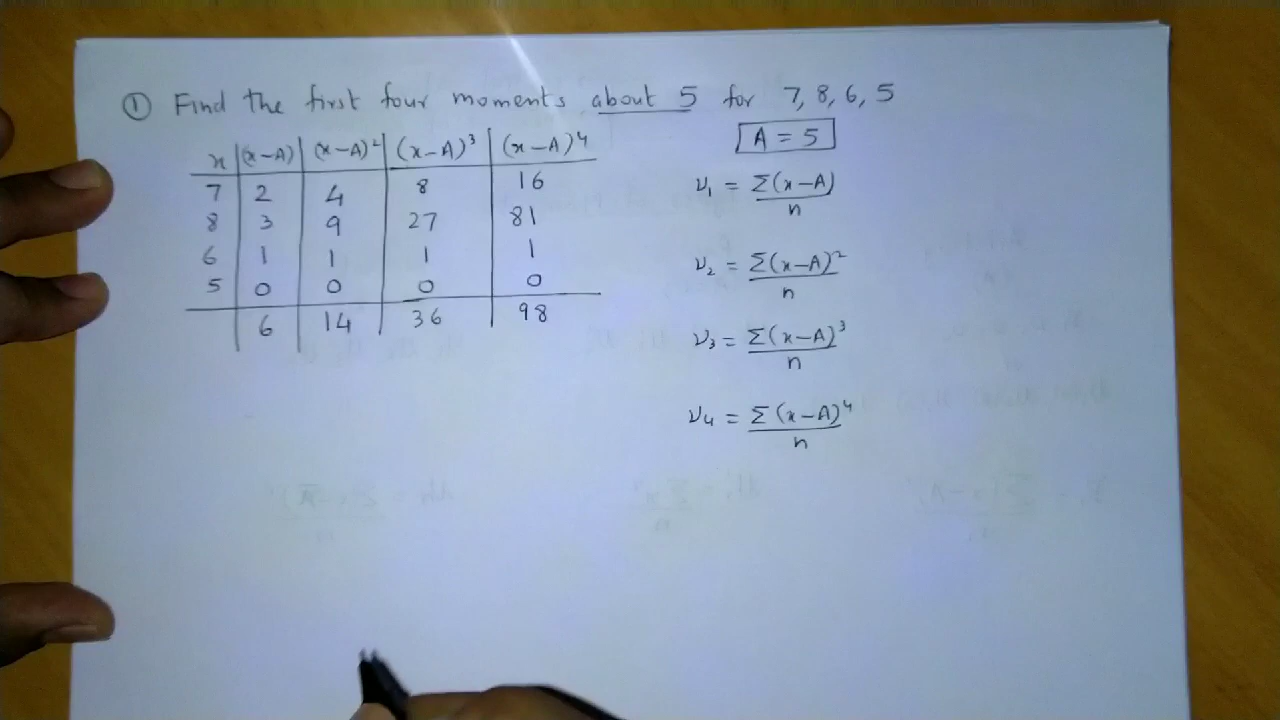 ① Find the first four moments about 5 for 7, 8, 6, 5
A = 5
x (x-A) (x-A)² (x-A)³ (x-A)⁴
7 2 4 8 16
8 3 9 27 81
6 1 1 1 1
5 0 0 0 0
6 14 36 98
ν₁ = Σ(x-A)
n
ν₂ = Σ(x-A)²
n
ν₃ = Σ(x-A)³
n
ν₄ = Σ(x-A)⁴
n